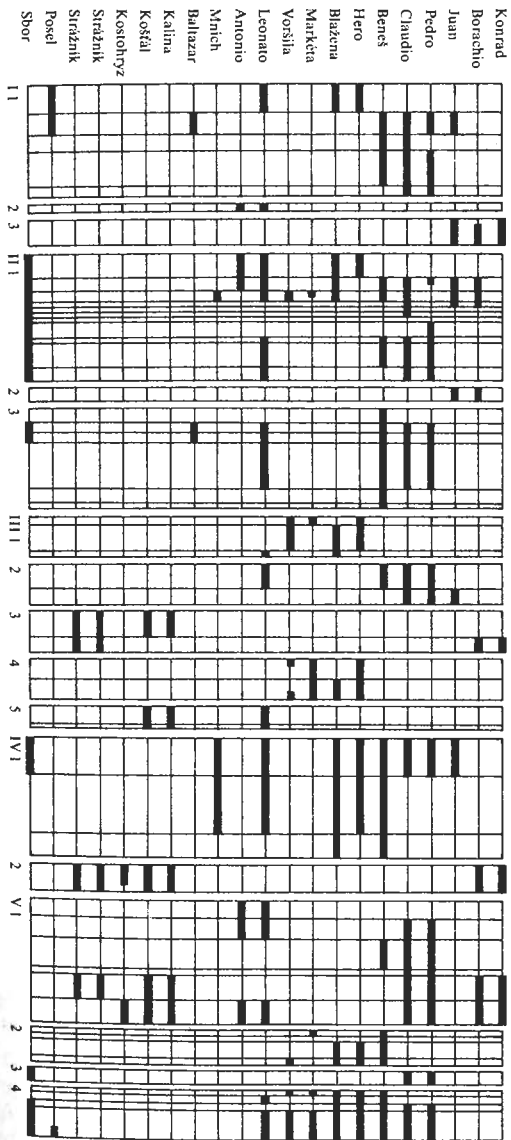 Konrad
Borachio
Juan
Pedro
Claudio
Beneš
Hero
Blažena
Markéta
Voršila
Leonato
Antonio
Mnich
Baltazar
Kalina
Košťál
Kostohryz
Strážník
Strážník
Posel
Sbor
I 1 2 3 II 1 2 3 III 1 2 3 4 5 IV 1 2 V 1 2 3 4